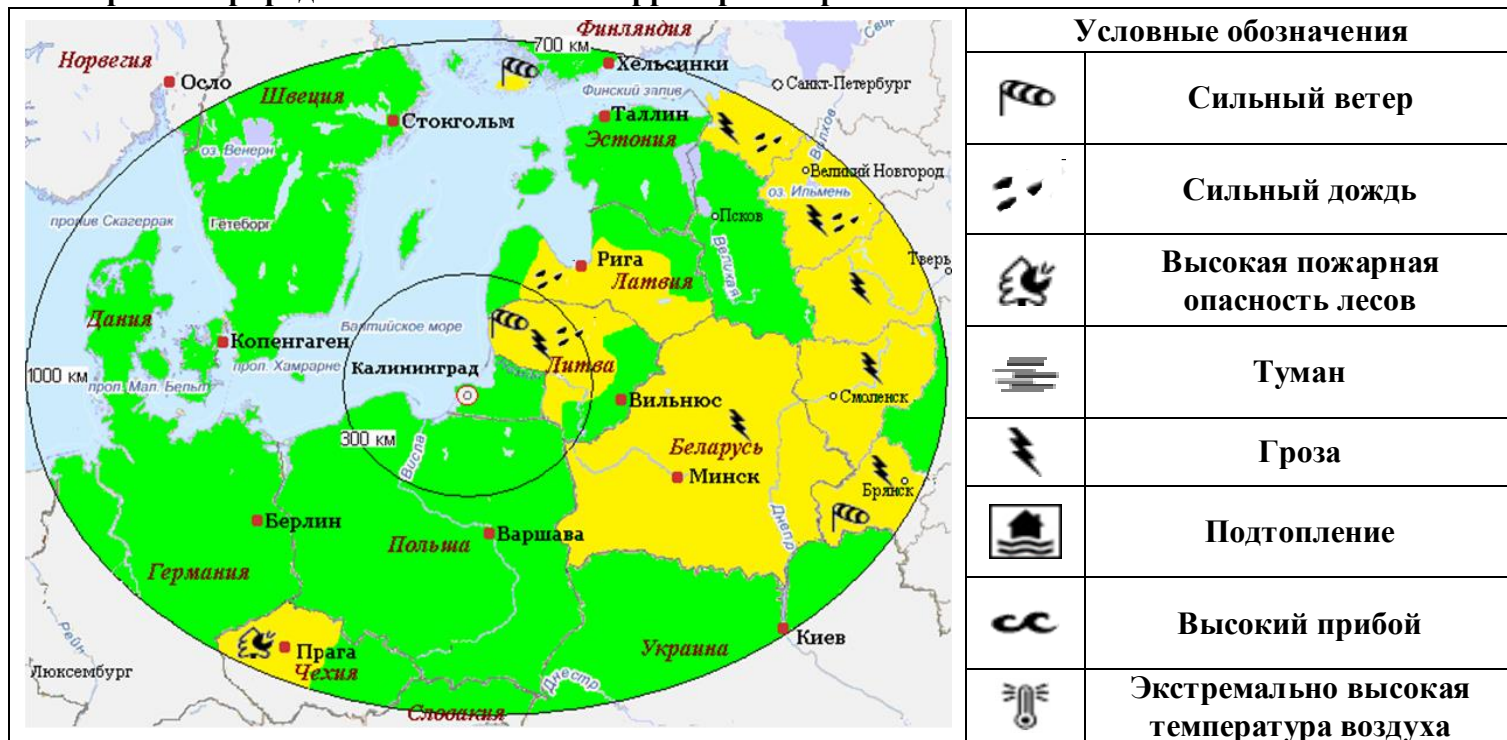 700 км
Финляндия
Норвегия
Осло
Хельсинки
Санкт-Петербург
Швеция
Финский залив
Стокгольм
Таллин
Эстония
Волхов
оз. Венерн
Великий Новгород
оз. Ильмень
пролив Скагеррак
Гетеборг
Псков
Великая
Рига
Латвия
Тверь
Дания
Балтийское море
Копенгаген
Калининград
Литва
1000 км
прол. Мал. Бельт
прол. Хамрарне
Вильнюс
Смоленск
300 км
Висла
Беларусь
Минск
Брянск
Берлин
Польша
Варшава
Днепр
Германия
Рейн
Прага
Чехия
Украина
Киев
Люксембург
Днестр
Словакия
Условные обозначения
Сильный ветер
Сильный дождь
Высокая пожарная
опасность лесов
Туман
Гроза
Подтопление
Высокий прибой
Экстремально высокая
температура воздуха